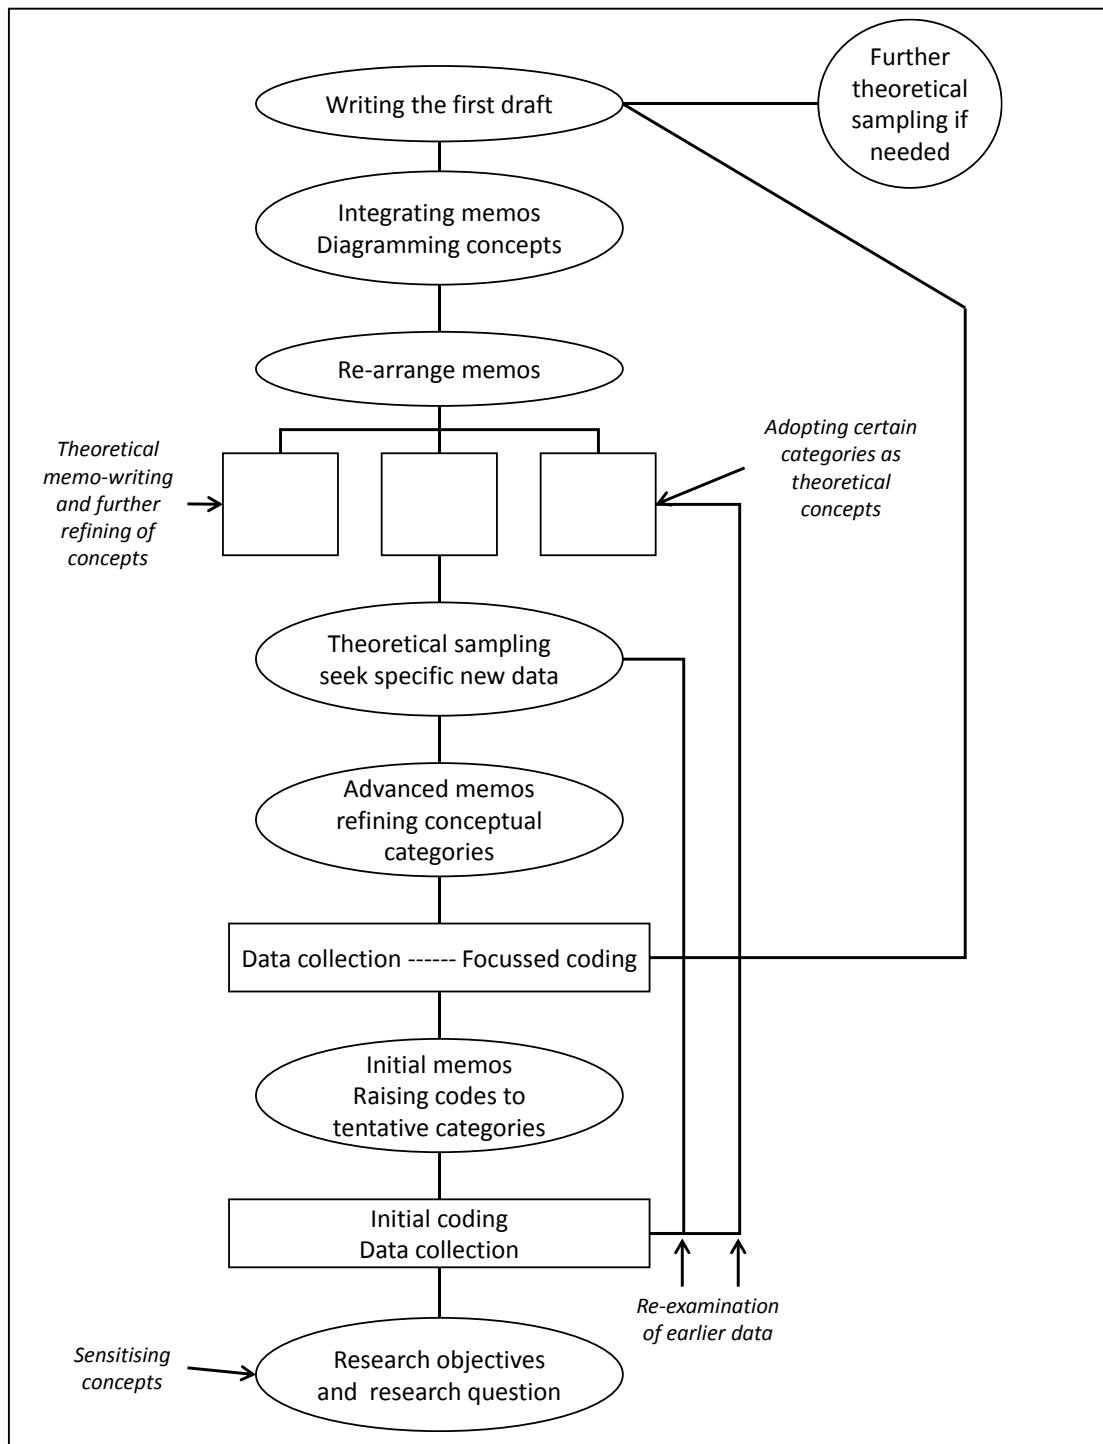 Writing the first draft
Further
theoretical
sampling if
needed
Integrating memos
Diagramming concepts
Re-arrange memos
Theoretical
memo-writing
and further
refining of
concepts
Adopting certain
categories as
theoretical
concepts
Theoretical sampling
seek specific new data
Advanced memos
refining conceptual
categories
Data collection ------ Focussed coding
Initial memos
Raising codes to
tentative categories
Initial coding
Data collection
Re-examination
of earlier data
Sensitising
concepts
Research objectives
and  research question